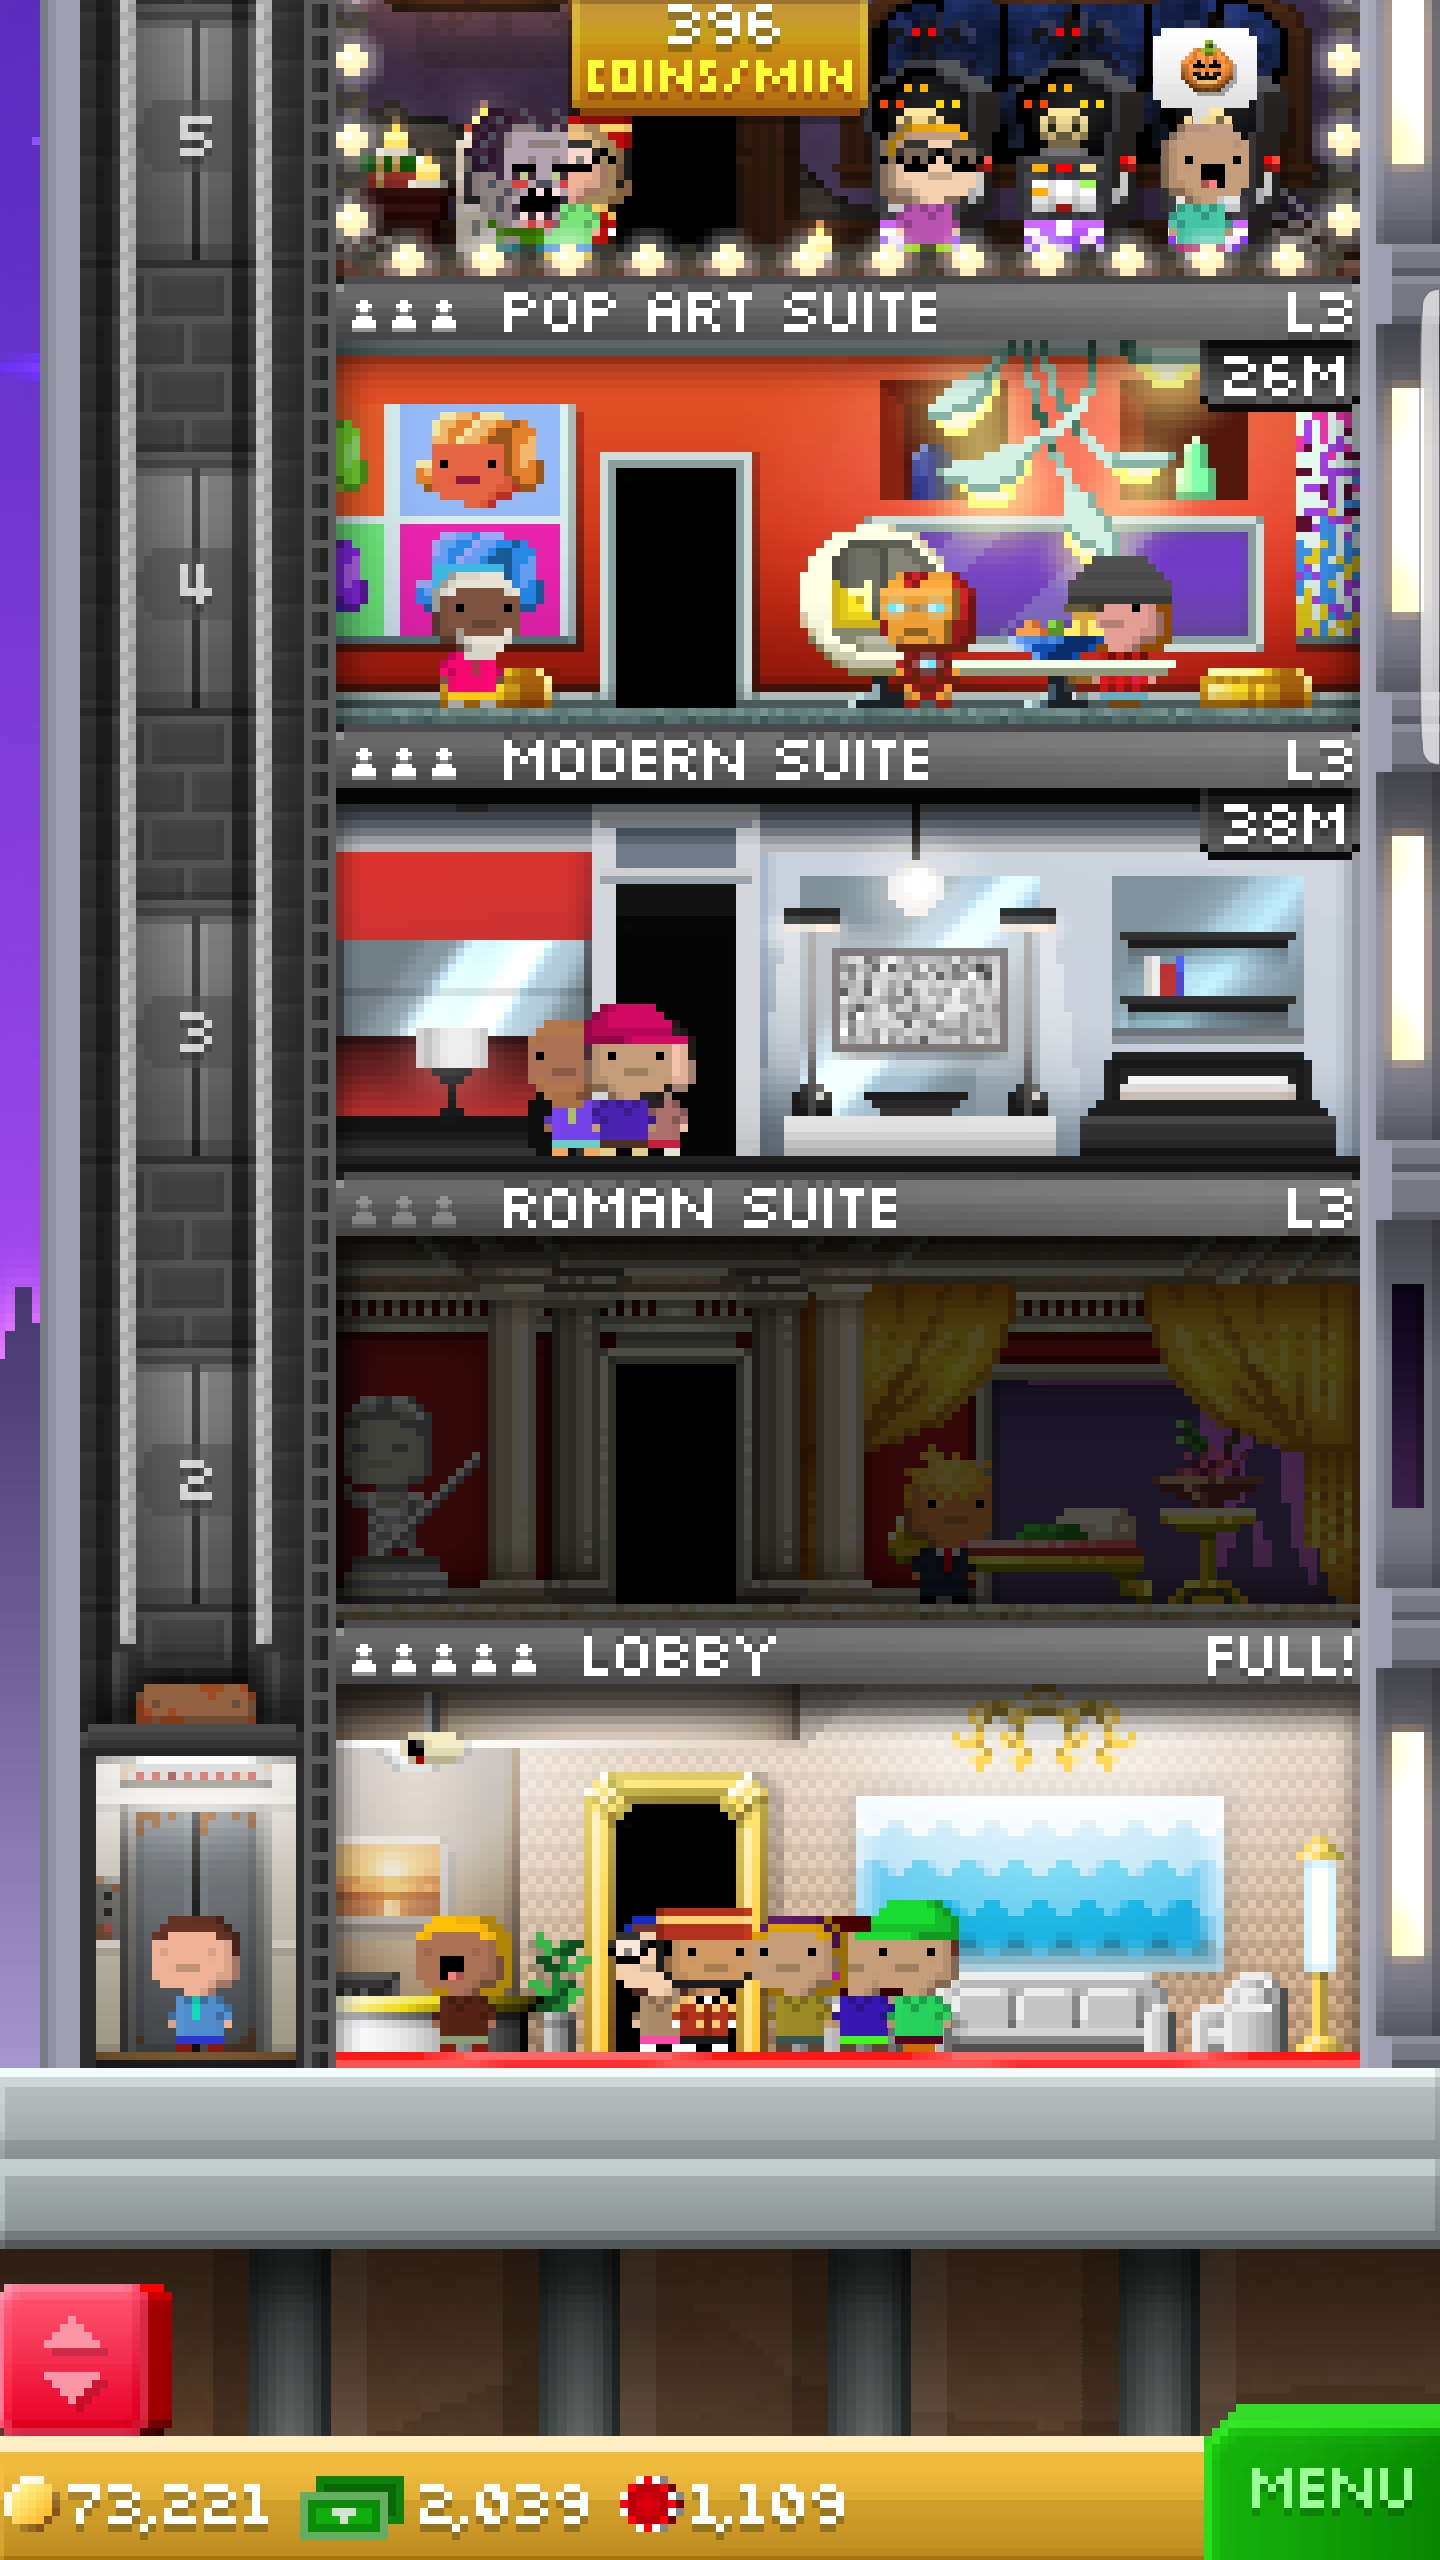 396
COINS/MIN
5
POP ART SUITE L3
26M
4
MODERN SUITE L3
38M
3
ROMAN SUITE L3
2
LOBBY FULL!
73,221 2,039 1,109 MENU